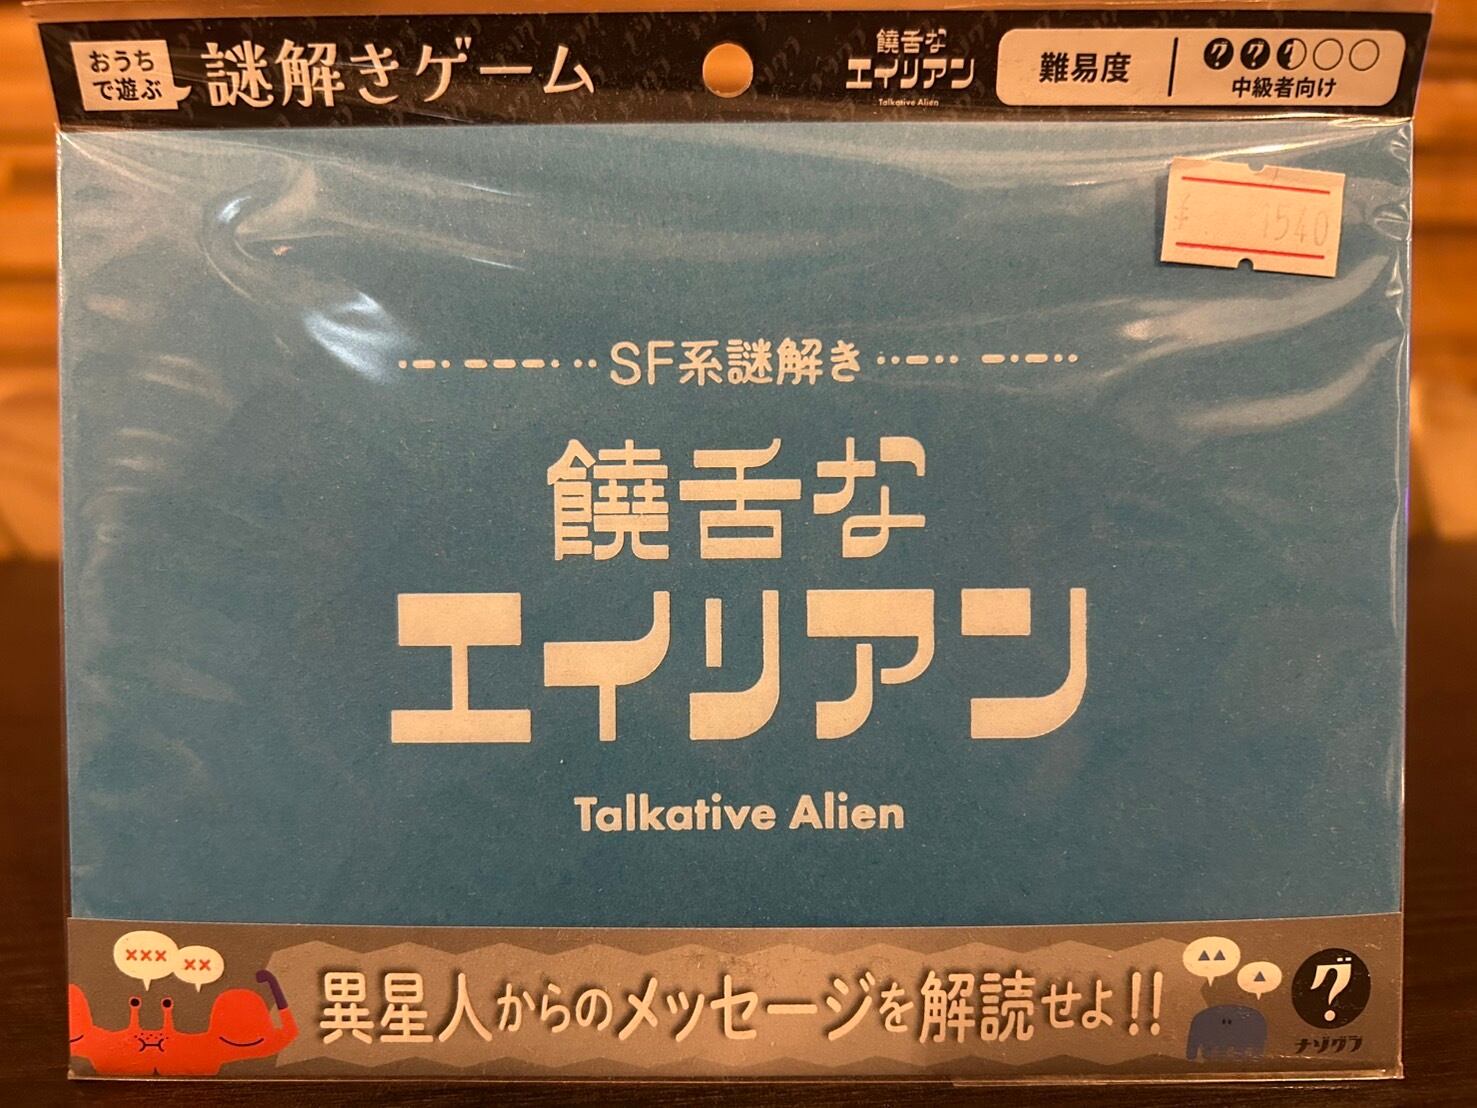 おうち
で遊ぶ
謎解きゲーム
饒舌な
エイリアン
Talkative Alien
難易度
中級者向け
¥ 1540
SF系謎解き
饒舌な
エイリアン
Talkative Alien
×××
××
異星人からのメッセージを解読せよ!!
グ?
ナゾグラ